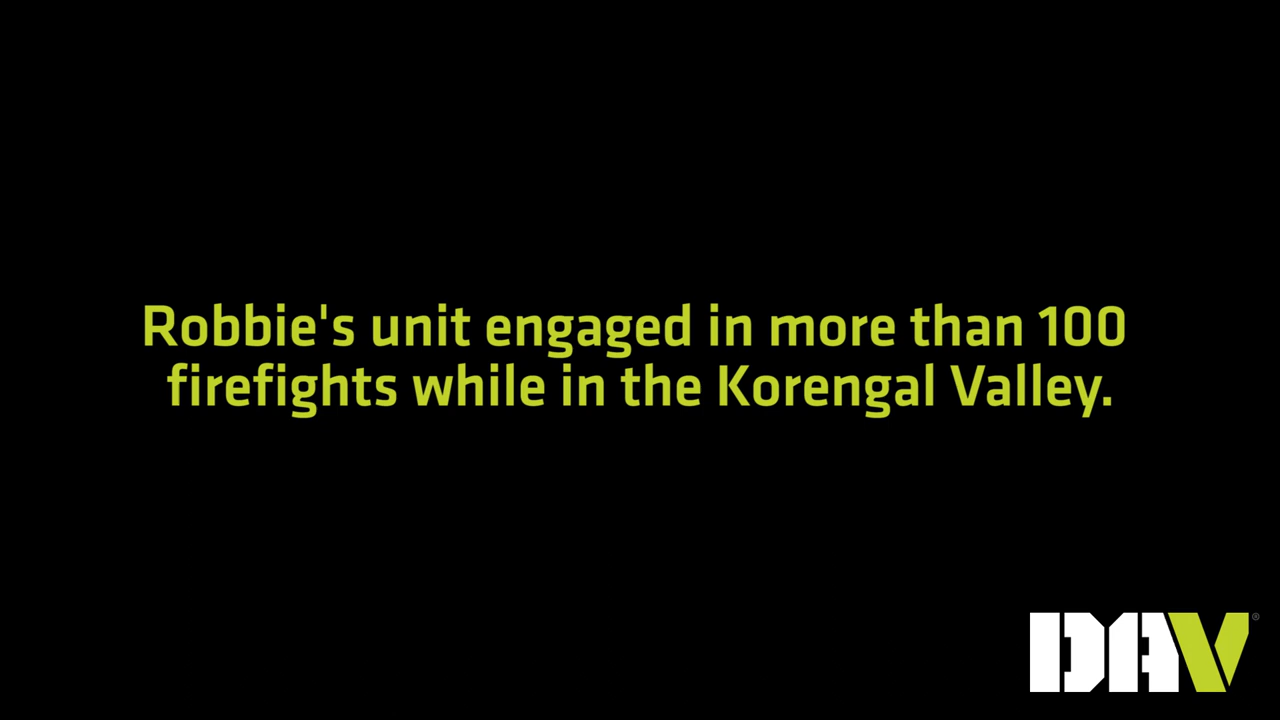 Robbie's unit engaged in more than 100
firefights while in the Korengal Valley.
DAV®